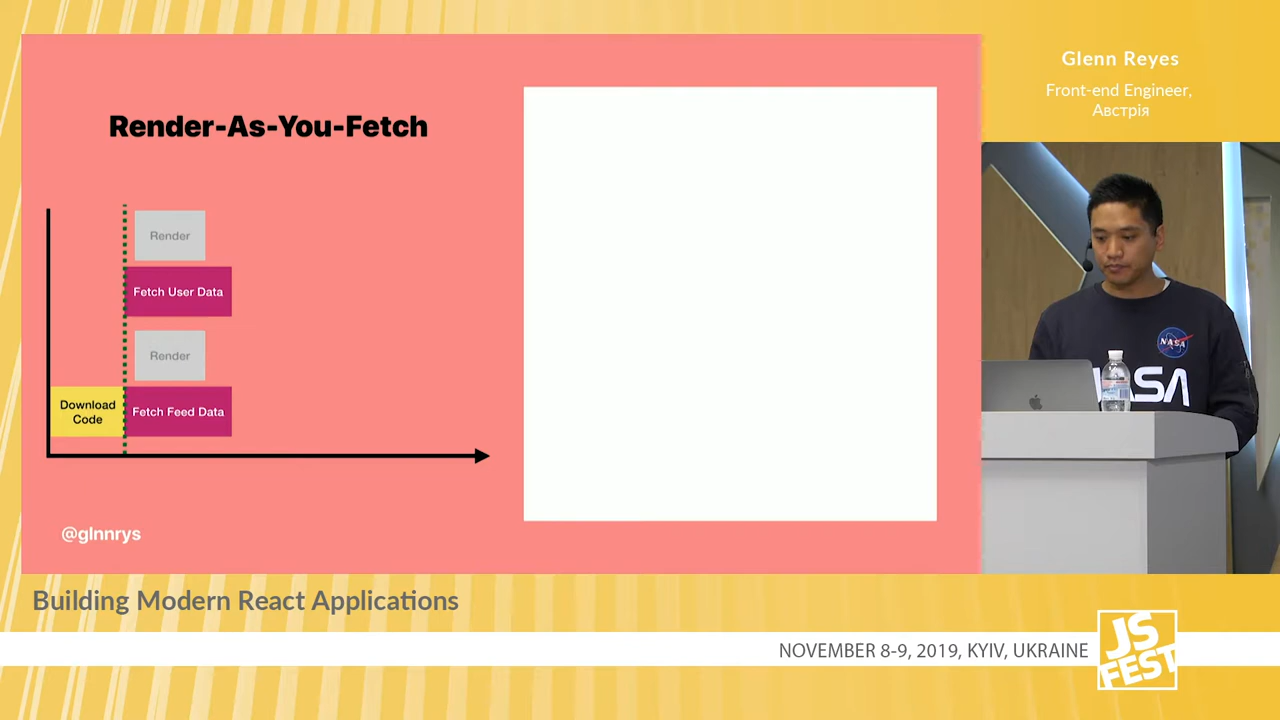 Glenn Reyes
Front-end Engineer,
Австрія
Render-As-You-Fetch
Render
Fetch User Data
Render
Download
Code
Fetch Feed Data
@glnnrys
NASA
NASA
Building Modern React Applications
NOVEMBER 8-9, 2019, KYIV, UKRAINE
JS
FEST